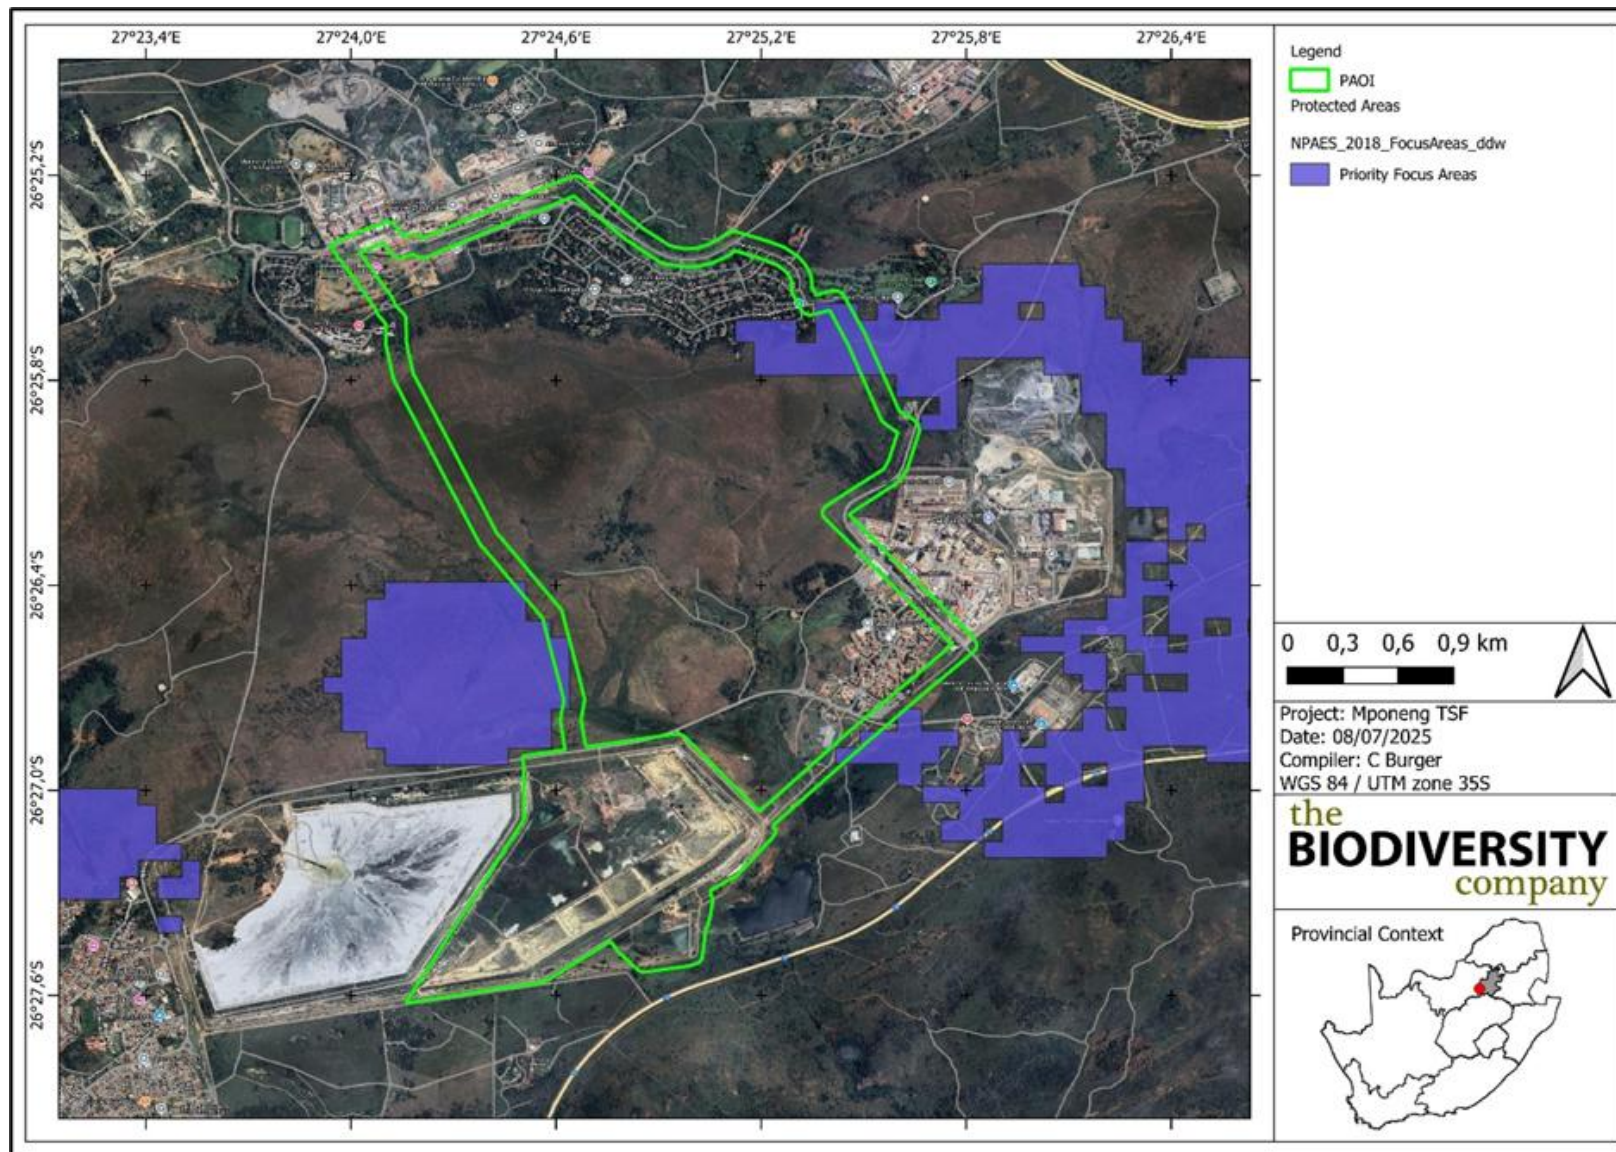 27°23,4'E 27°24,0'E 27°24,6'E 27°25,2'E 27°25,8'E 27°26,4'E
26°25,2'S
26°25,8'S
26°26,4'S
26°27,0'S
26°27,6'S
Legend
PAOI
Protected Areas
NPAES_2018_FocusAreas_ddw
Priority Focus Areas
0 0,3 0,6 0,9 km
Project: Mponeng TSF
Date: 08/07/2025
Compiler: C Burger
WGS 84 / UTM zone 35S
the
BIODIVERSITY
company
Provincial Context